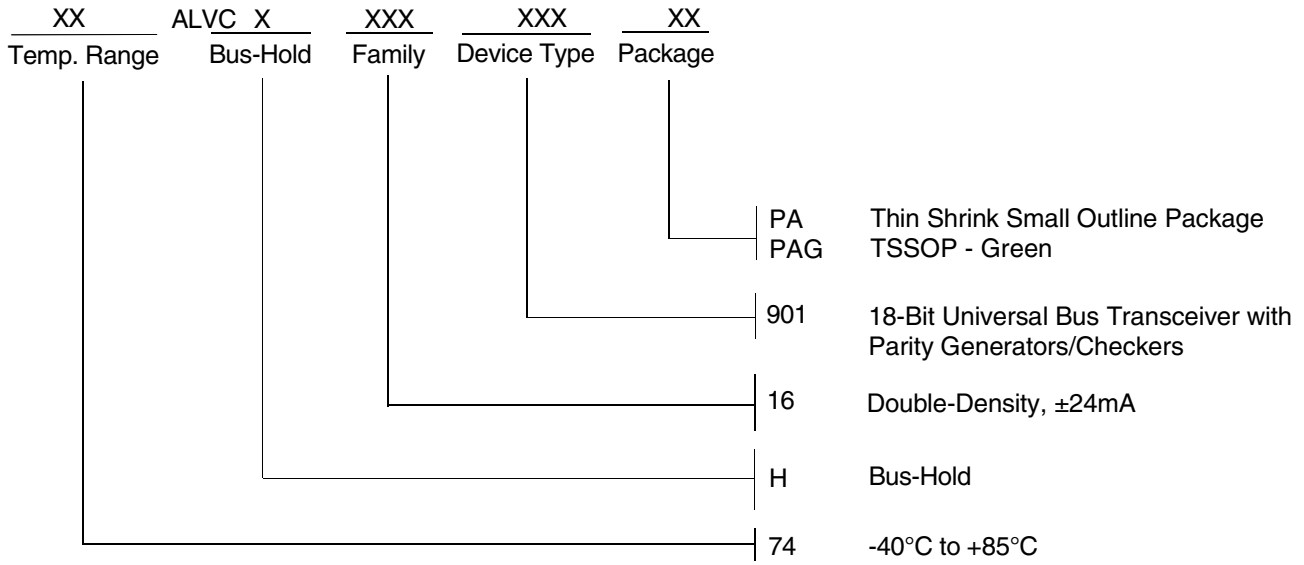 XX ALVC X XXX XXX XX
Temp. Range Bus-Hold Family Device Type Package
PA Thin Shrink Small Outline Package
PAG TSSOP - Green
901 18-Bit Universal Bus Transceiver with
Parity Generators/Checkers
16 Double-Density, ±24mA
H Bus-Hold
74 -40°C to +85°C